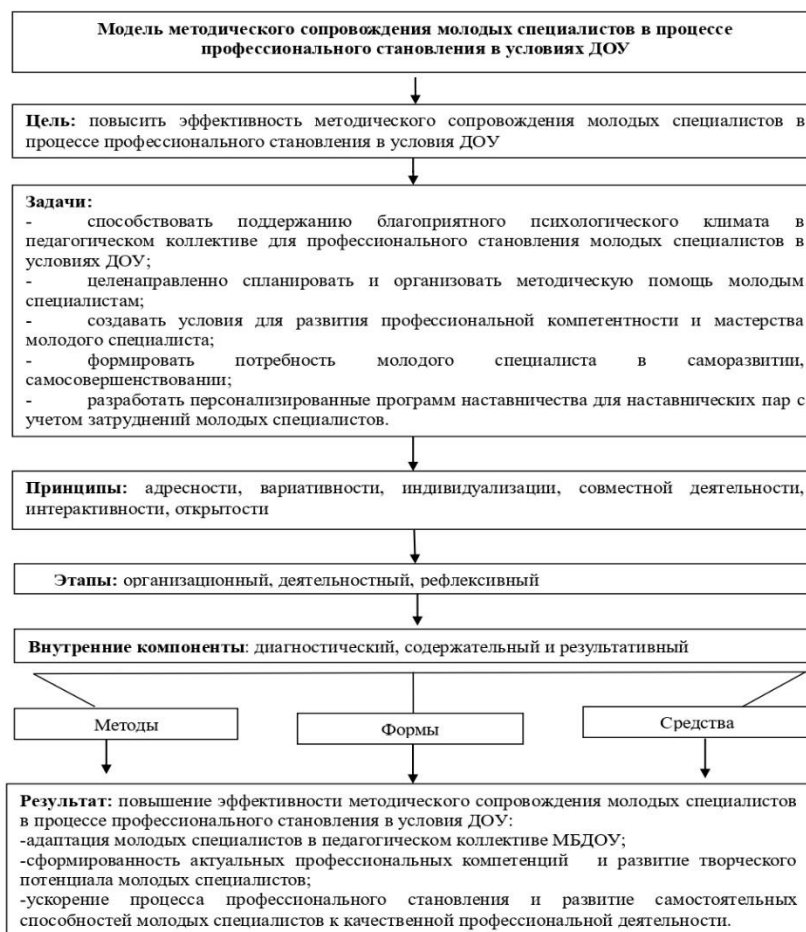 Модель методического сопровождения молодых специалистов в процессе
профессионального становления в условиях ДОУ
Цель: повысить эффективность методического сопровождения молодых специалистов в
процессе профессионального становления в условия ДОУ
Задачи:
- способствовать поддержанию благоприятного психологического климата в
педагогическом коллективе для профессионального становления молодых специалистов в
условиях ДОУ;
- целенаправленно спланировать и организовать методическую помощь молодым
специалистам;
- создавать условия для развития профессиональной компетентности и мастерства
молодого специалиста;
- формировать потребность молодого специалиста в саморазвитии,
самосовершенствовании;
- разработать персонализированные программ наставничества для наставнических пар с
учетом затруднений молодых специалистов.
Принципы: адресности, вариативности, индивидуализации, совместной деятельности,
интерактивности, открытости
Этапы: организационный, деятельностный, рефлексивный
Внутренние компоненты: диагностический, содержательный и результативный
Методы
Формы
Средства
Результат: повышение эффективности методического сопровождения молодых специалистов
в процессе профессионального становления в условия ДОУ:
-адаптация молодых специалистов в педагогическом коллективе МБДОУ;
-сформированность актуальных профессиональных компетенций и развитие творческого
потенциала молодых специалистов;
-ускорение процесса профессионального становления и развитие самостоятельных
способностей молодых специалистов к качественной профессиональной деятельности.